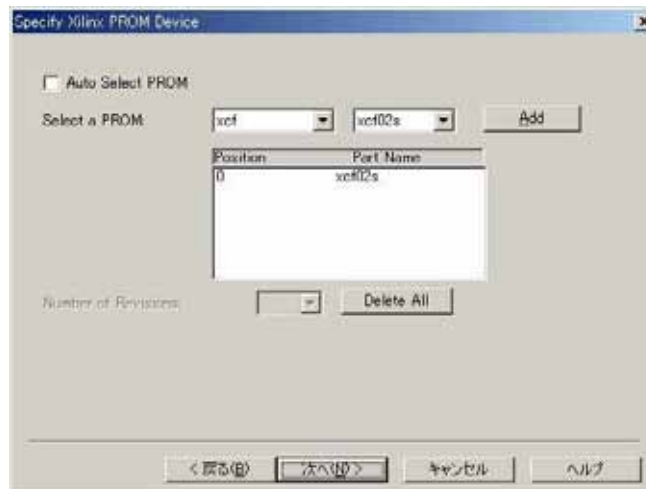 Specify Xilinx PROM Device
Auto Select PROM
Select a PROM xcf xcf02s Add
Position Part Name
0 xcf02s
Number of Revisions Delete All
< 戻る(B) 次へ(N) > キャンセル ヘルプ